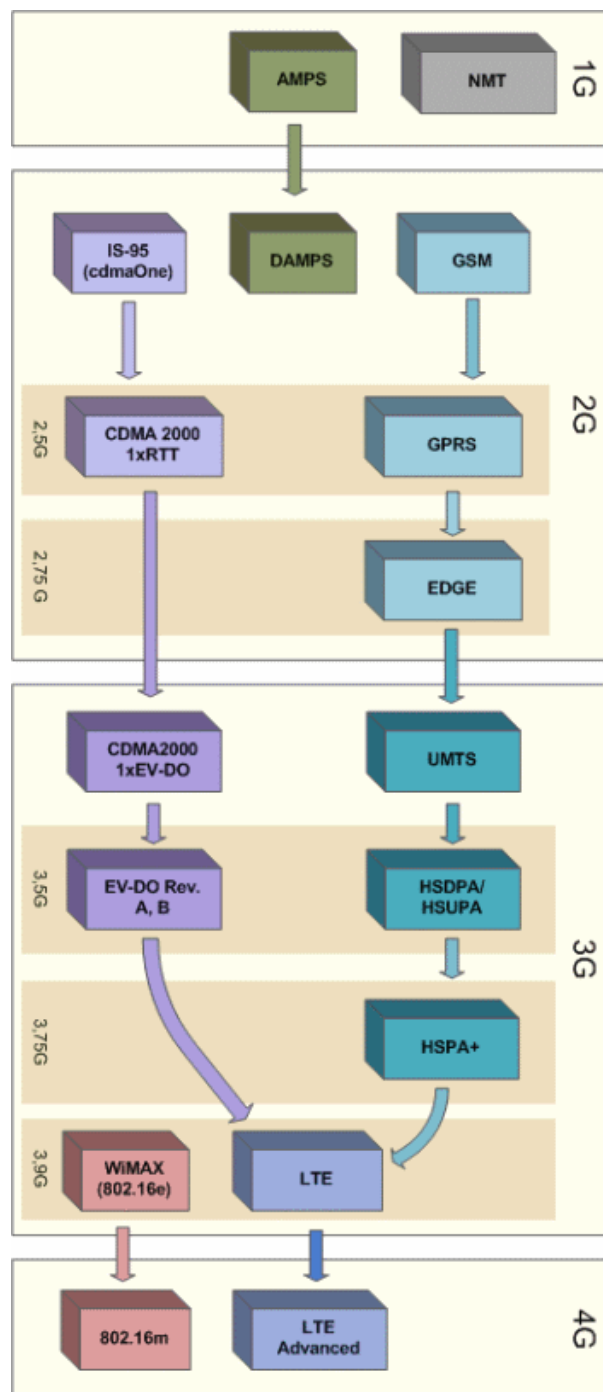 1G
AMPS
NMT
2G
IS-95
(cdmaOne)
DAMPS
GSM
2,5G
CDMA 2000
1xRTT
GPRS
2,75 G
EDGE
3G
CDMA2000
1xEV-DO
UMTS
3,5G
EV-DO Rev.
A, B
HSDPA/
HSUPA
3,75G
HSPA+
3,9G
WiMAX
(802.16e)
LTE
4G
802.16m
LTE
Advanced